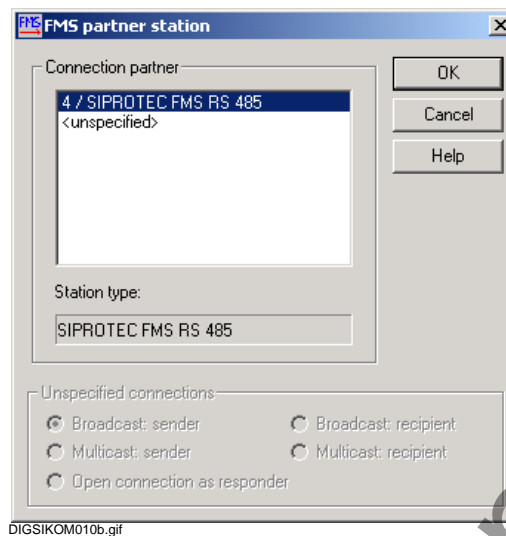 FMS FMS partner station
Connection partner
4 / SIPROTEC FMS RS 485
<unspecified>
OK
Cancel
Help
Station type:
SIPROTEC FMS RS 485
Unspecified connections
Broadcast: sender
Broadcast: recipient
Multicast: sender
Multicast: recipient
Open connection as responder
DIGSIKOM010b.gif